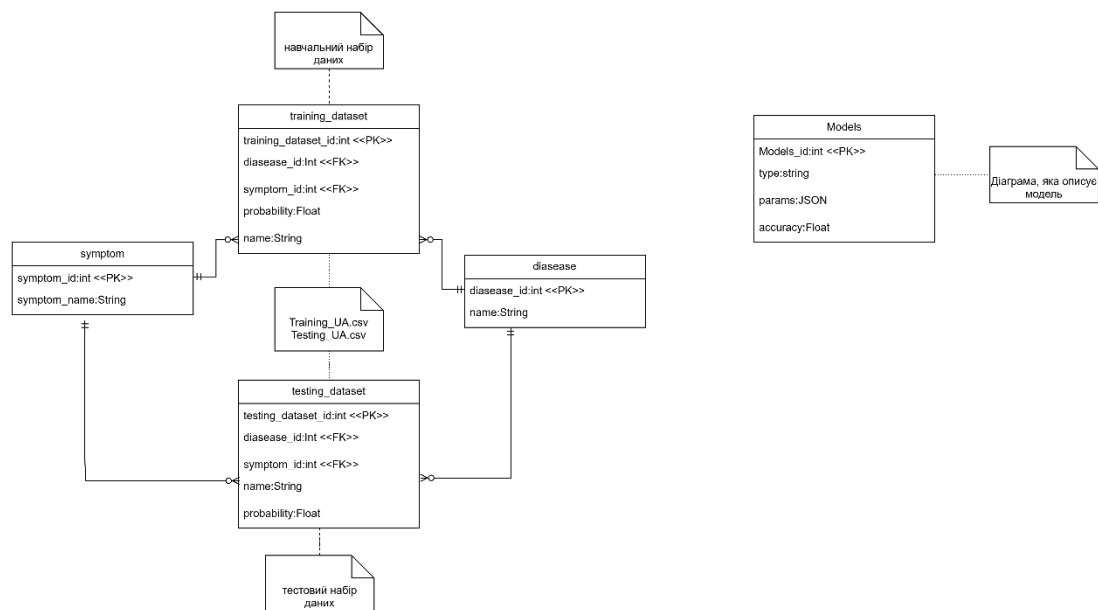 навчальний набір
даних
training_dataset
training_dataset_id:int <<PK>>
diasease_id:Int <<FK>>
symptom_id:int <<FK>>
probability:Float
name:String
symptom
symptom_id:int <<PK>>
symptom_name:String
diasease
diasease_id:int <<PK>>
name:String
Training_UA.csv
Testing_UA.csv
testing_dataset
testing_dataset_id:int <<PK>>
diasease_id:Int <<FK>>
symptom_id:int <<FK>>
name:String
probability:Float
тестовий набір
даних
Models
Models_id:int <<PK>>
type:string
params:JSON
accuracy:Float
Діаграма, яка описує
модель